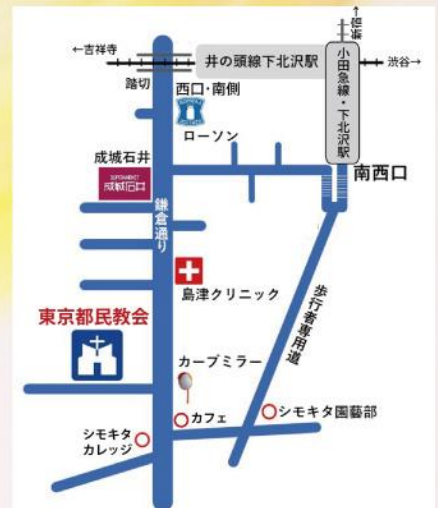 ←新宿
←吉祥寺
井の頭線下北沢駅
小田急線・下北沢駅
渋谷→
踏切
西口・南側
LAWSON
ローソン
成城石井
SUPERMARKET
成城石井
南西口
鎌倉通り
島津クリニック
歩行者専用道
東京都民教会
カーブミラー
カフェ
シモキタ園藝部
シモキタ
カレッジ